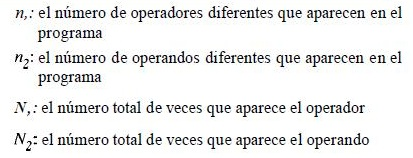 n,: el número de operadores diferentes que aparecen en el
programa
n₂: el número de operandos diferentes que aparecen en el
programa
N,: el número total de veces que aparece el operador
N₂: el número total de veces que aparece el operando